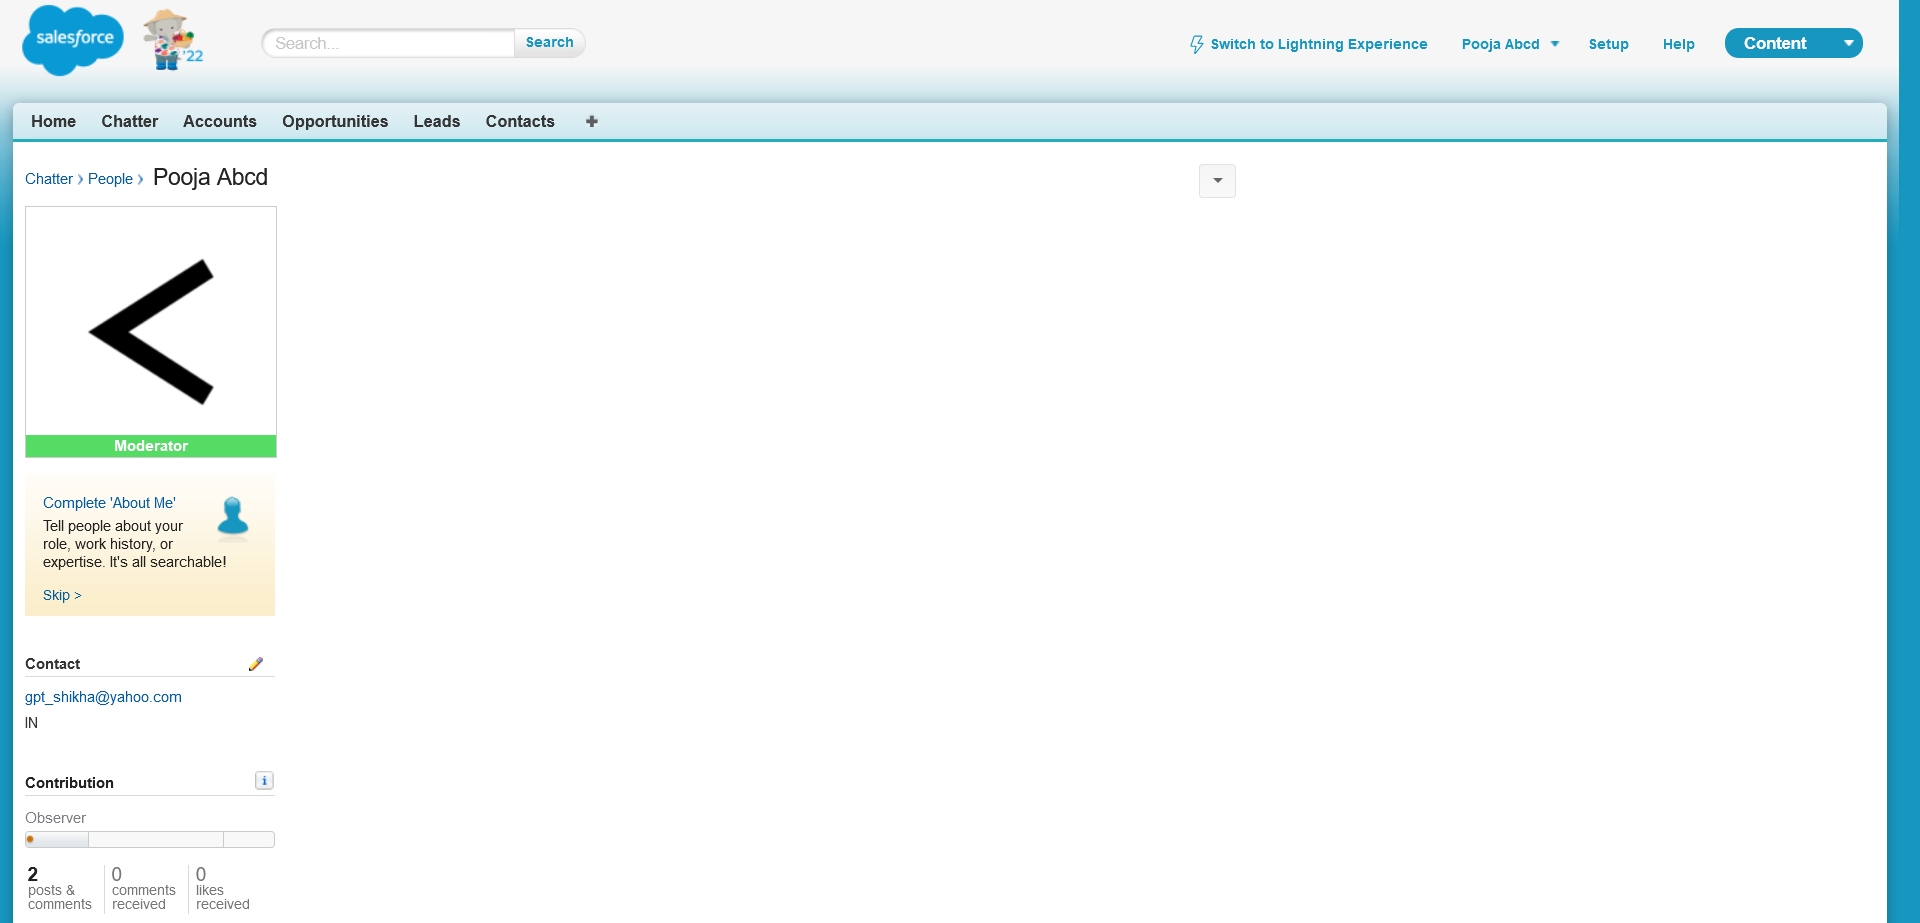 salesforce
'22
Search...
Search
Switch to Lightning Experience
Pooja Abcd
Setup
Help
Content
Home
Chatter
Accounts
Opportunities
Leads
Contacts
Chatter
People
Pooja Abcd
Moderator
Complete 'About Me'
Tell people about your
role, work history, or
expertise. It's all searchable!
Skip >
Contact
gpt_shikha@yahoo.com
IN
Contribution
i
Observer
2
posts &
comments
0
comments
received
0
likes
received